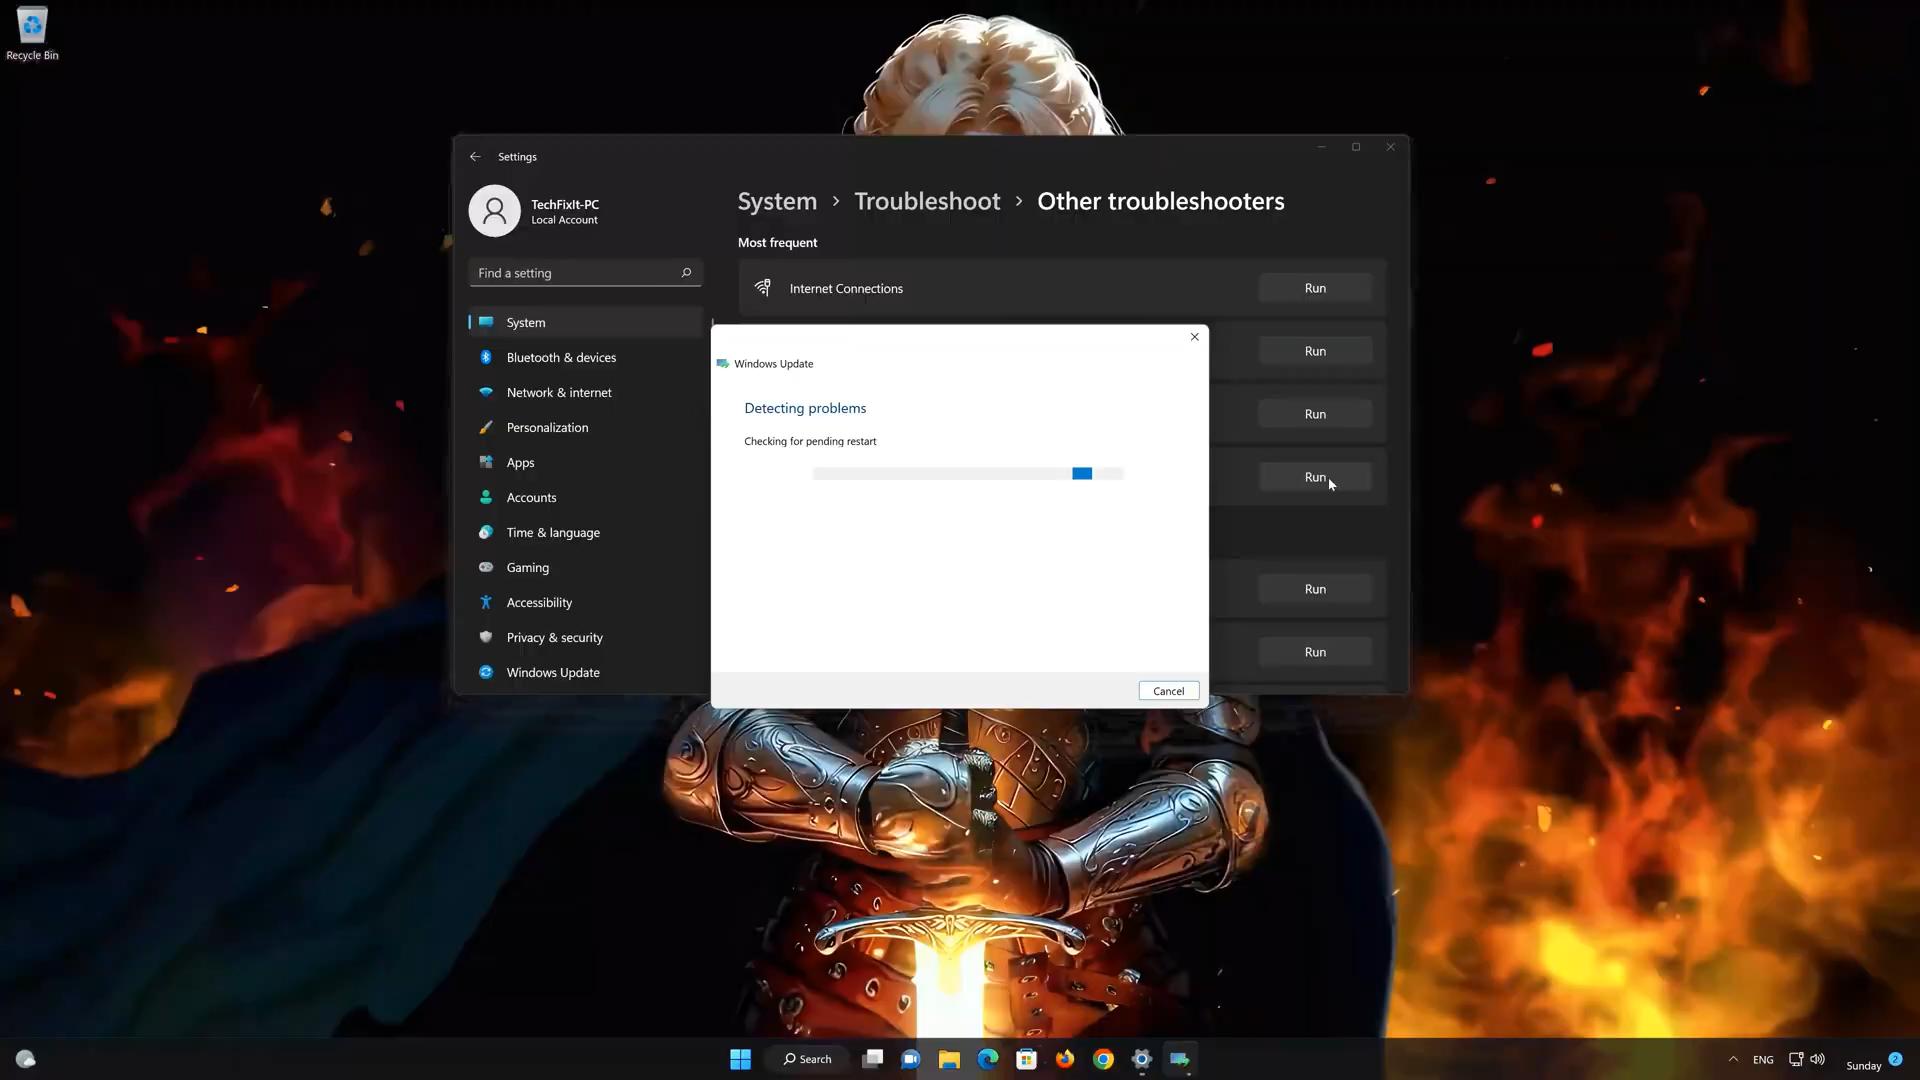 Recycle Bin
Settings
TechFixIt-PC
Local Account
Find a setting
System
Bluetooth & devices
Network & internet
Personalization
Apps
Accounts
Time & language
Gaming
Accessibility
Privacy & security
Windows Update
System > Troubleshoot > Other troubleshooters
Most frequent
Internet Connections
Run
Run
Run
Run
Run
Run
Windows Update
Detecting problems
Checking for pending restart
Cancel
Search
ENG
Sunday
2